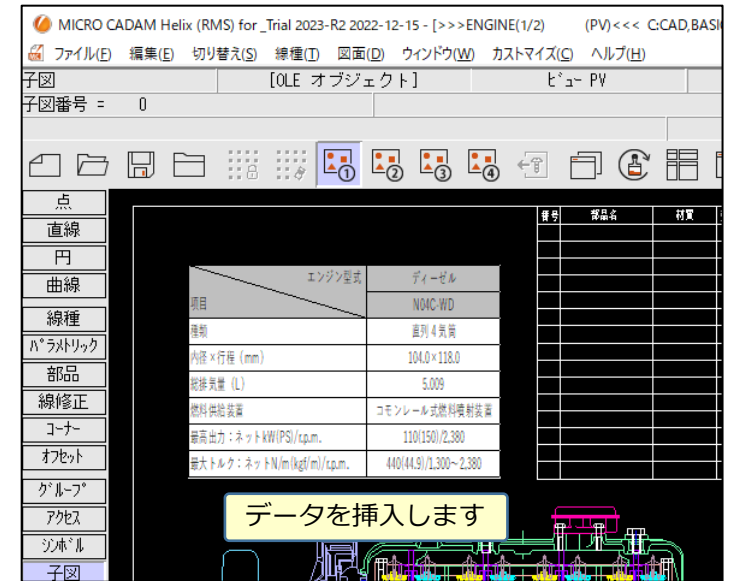 MICRO CADAM Helix (RMS) for _Trial 2023-R2 2022-12-15 - [>>>ENGINE(1/2) (PV)<<< C:CAD,BASI
ファイル(F) 編集(E) 切り替え(S) 線種(T) 図面(D) ウィンドウ(W) カスタマイズ(C) ヘルプ(H)
子図 [OLE オブジェクト] ビュー PV
子図番号 = 0
1 2 3 4
点
直線
円
曲線
線種
パラメトリック
部品
線修正
コーナー
オフセット
グループ
アクセス
シンボル
子図
番号 部品名 材質
エンジン型式 ディーゼル
項目 N04C-WD
種類 直列4気筒
内径×行程 (mm) 104.0×118.0
総排気量 (L) 5.009
燃料供給装置 コモンレール式燃料噴射装置
最高出力:ネットkW(PS)/r.p.m. 110(150)/2,380
最大トルク:ネットN/m(kgf/m)/r.p.m. 440(44.9)/1,300~2,380
データを挿入します